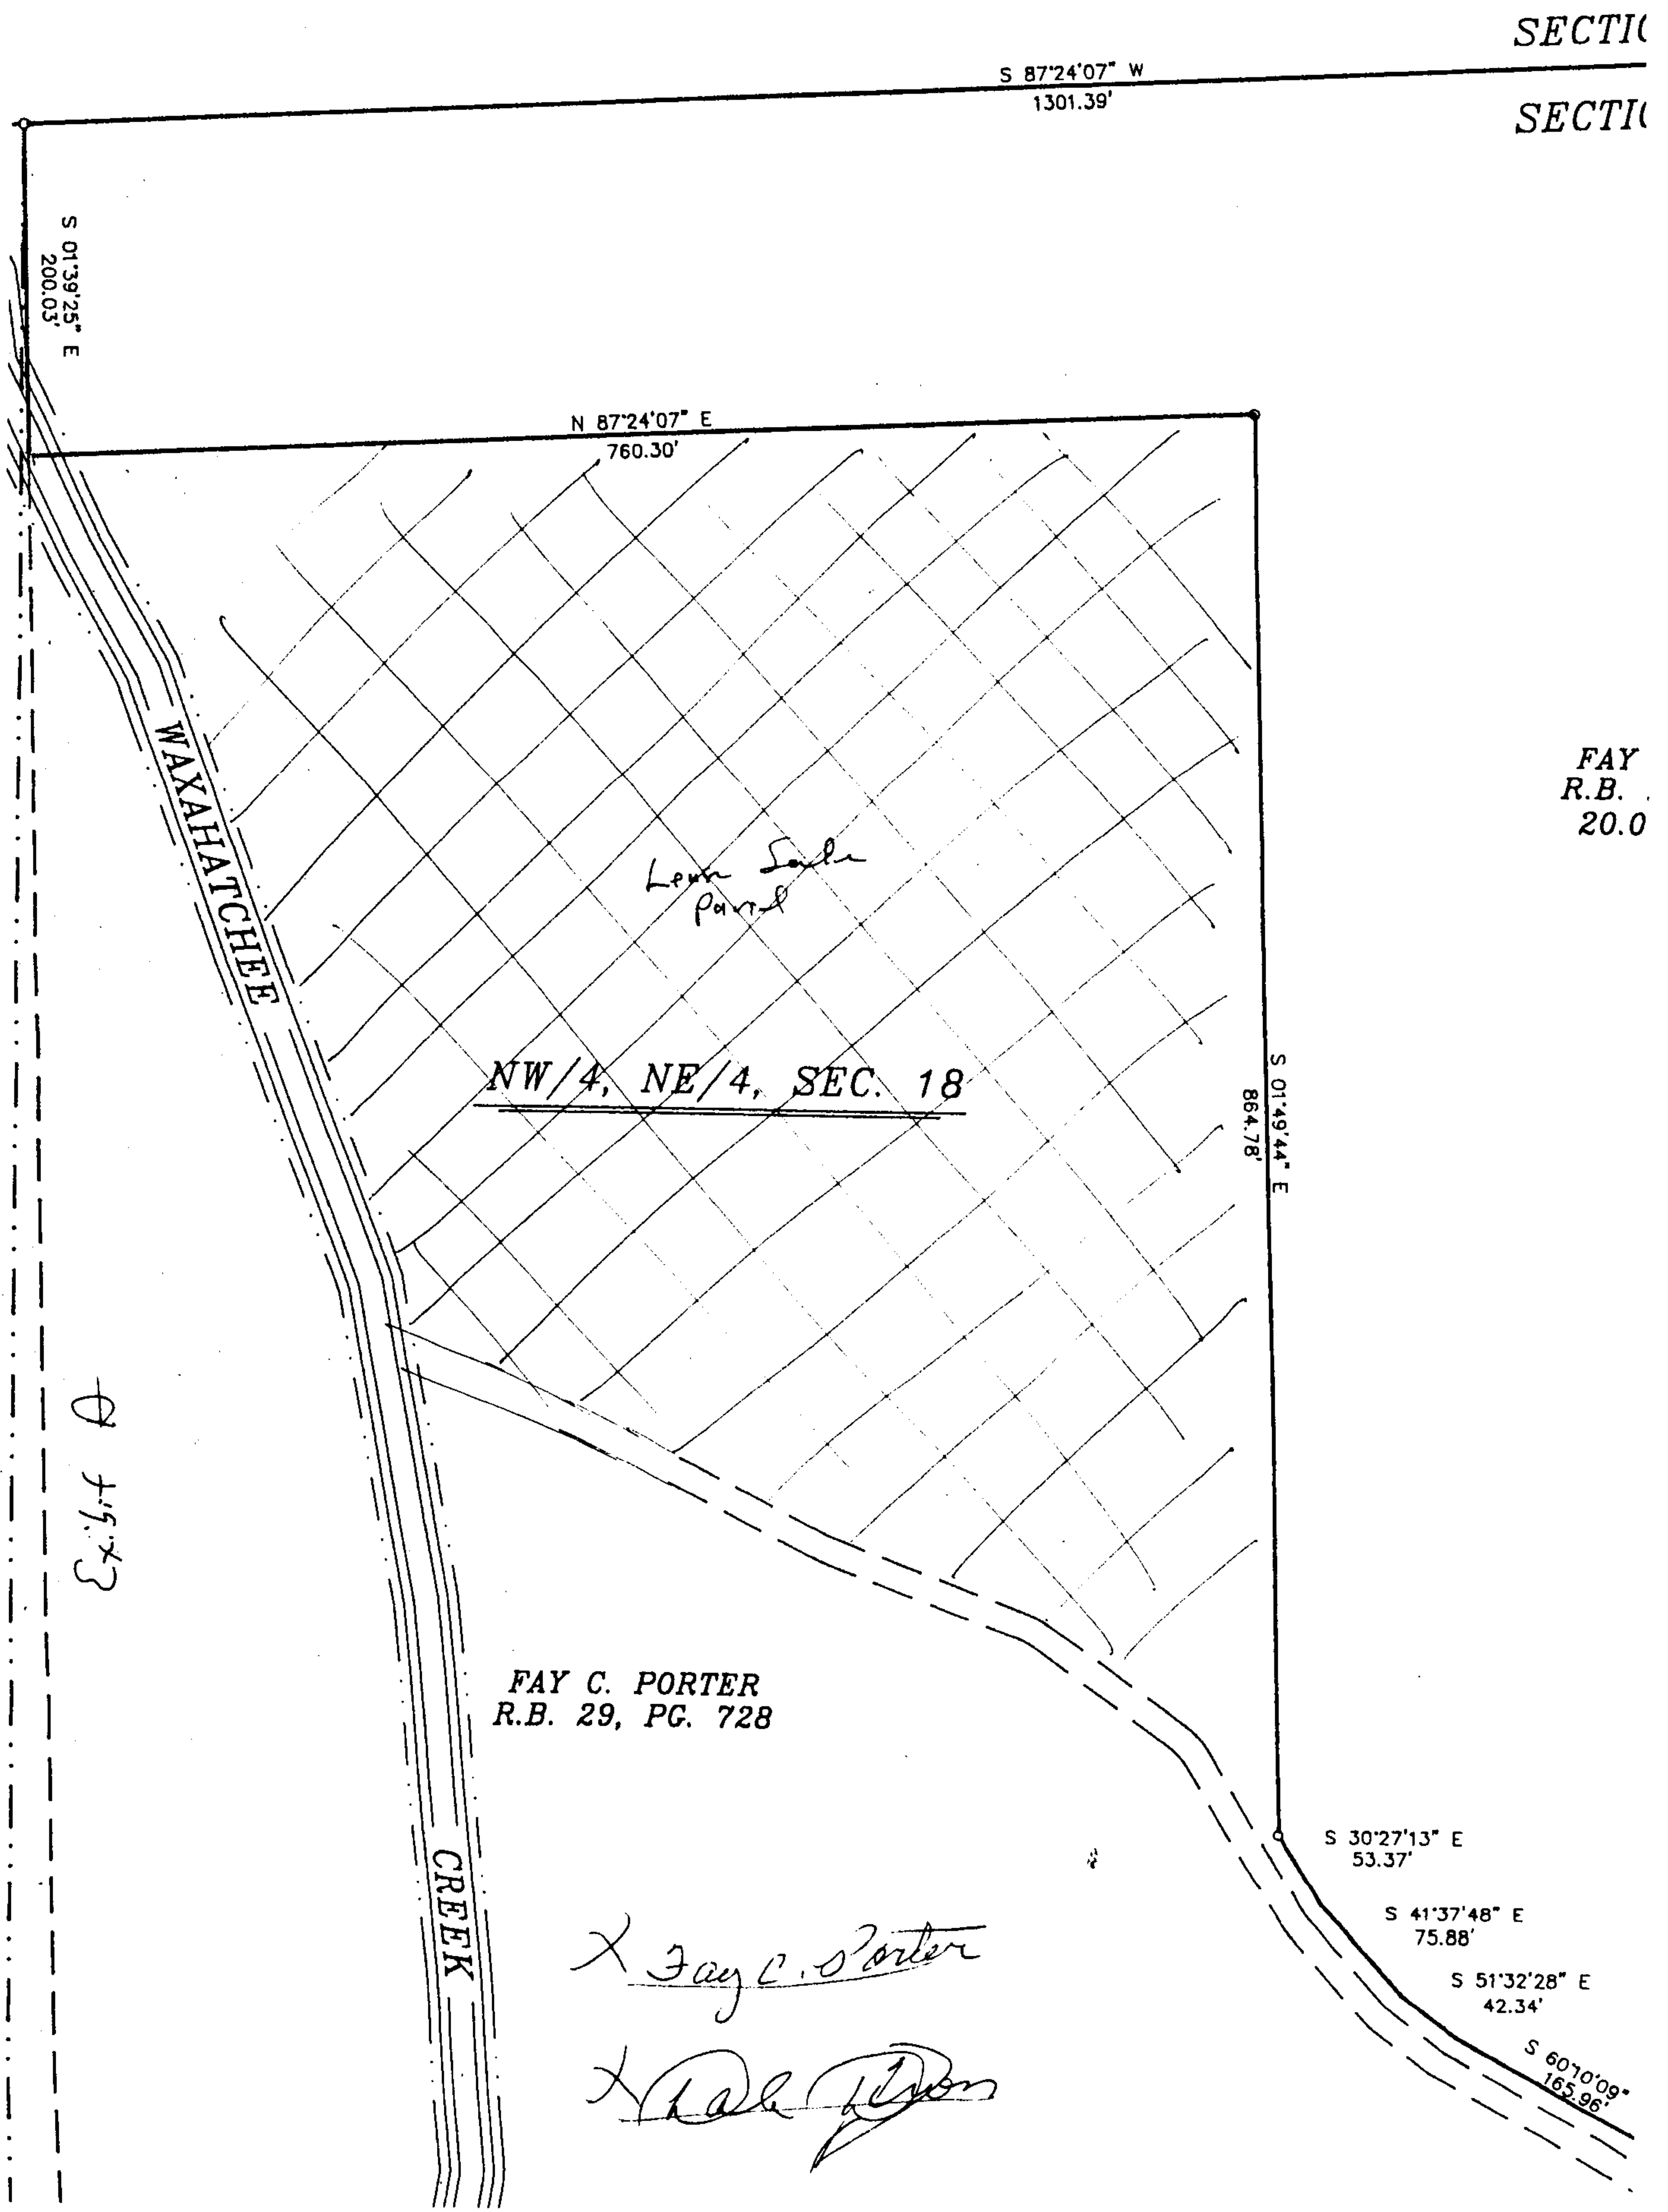 SECTI
S 87°24'07" W
1301.39'
SECTI
S 01°39'25" E
200.03'
N 87°24'07" E
760.30'
FAY
R.B.
20.0
WAXAHATCHEE
NW/4, NE/4, SEC. 18
S 01°49'44" E
864.78'
FAY C. PORTER
R.B. 29, PG. 728
S 30°27'13" E
53.37'
CREEK
S 41°37'48" E
75.88'
X Fay C. Porter
S 51°32'28" E
42.34'
S 60°10'09"
165.96'
X